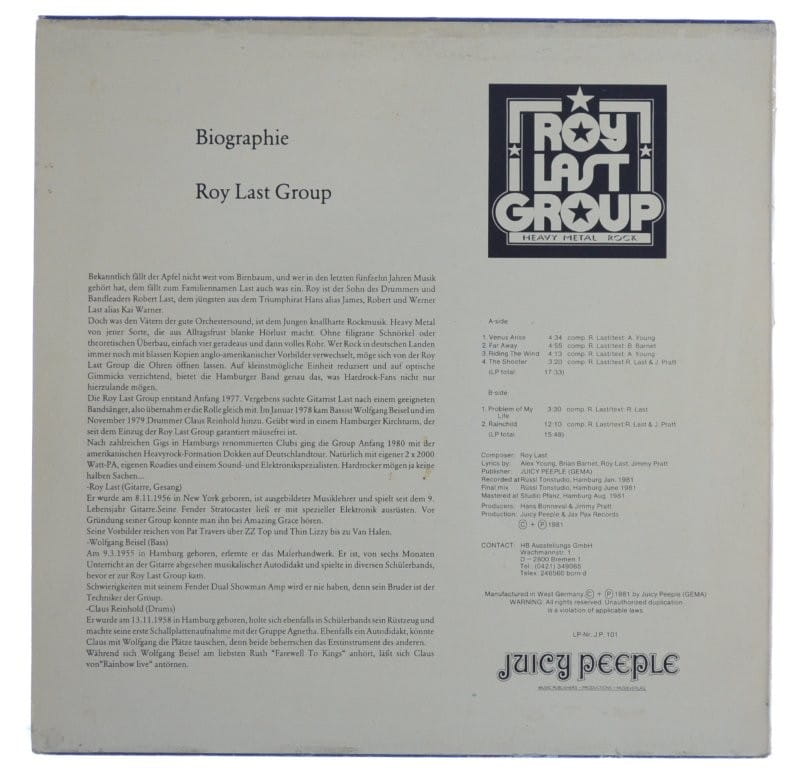 Biographie
Roy Last Group
Bekanntlich fällt der Apfel nicht weit vom Birnbaum, und wer in den letzten fünfzehn Jahren Musik
gehört hat, dem fällt zum Familiennamen Last auch was ein. Roy ist der Sohn des Drummers und
Bandleaders Robert Last, dem jüngsten aus dem Triumphirat Hans alias James, Robert und Werner
Last alias Kai Warner.
Doch was den Vätern der gute Orchestersound, ist dem Jungen knallharte Rockmusik. Heavy Metal
von jener Sorte, die aus Alltagsfrust blanke Hörlust macht. Ohne filigrane Schnörkel oder
theoretischen Überbau, einfach vier geradeaus und dann volles Rohr. Wer Rock in deutschen Landen
immer noch mit blassen Kopien anglo-amerikanischer Vorbilder verwechselt, möge sich von der Roy
Last Group die Ohren öffnen lassen. Auf kleinstmögliche Einheit reduziert und auf optische
Gimmicks verzichtend, bietet die Hamburger Band genau das, was Hardrock-Fans nicht nur
hierzulande mögen.
Die Roy Last Group entstand Anfang 1977. Vergebens suchte Gitarrist Last nach einem geeigneten
Bandsänger, also übernahm er die Rolle gleich mit. Im Januar 1978 kam Bassist Wolfgang Beisel und im
November 1979 Drummer Claus Reinhold hinzu. Geübt wird in einem Hamburger Kirchturm, der
seit dem Einzug der Roy Last Group garantiert mäusefrei ist.
Nach zahlreichen Gigs in Hamburgs renommierten Clubs ging die Group Anfang 1980 mit der
amerikanischen Heavyrock-Formation Dokken auf Deutschlandtour. Natürlich mit eigener 2 x 2000
Watt-PA, eigenen Roadies und einem Sound- und Elektronikspezialisten. Hardrocker mögen ja keine
halben Sachen...
-Roy Last (Gitarre, Gesang)
Er wurde am 8.11.1956 in New York geboren, ist ausgebildeter Musiklehrer und spielt seit dem 9.
Lebensjahr Gitarre.Seine Fender Stratocaster ließ er mit spezieller Elektronik ausrüsten. Vor
Gründung seiner Group konnte man ihn bei Amazing Grace hören.
Seine Vorbilder reichen von Pat Travers über ZZ Top und Thin Lizzy bis zu Van Halen.
-Wolfgang Beisel (Bass)
Am 9.3.1955 in Hamburg geboren, erlernte er das Malerhandwerk. Er ist, von sechs Monaten
Unterricht an der Gitarre abgesehen musikalischer Autodidakt und spielte in diversen Schülerbands,
bevor er zur Roy Last Group kam.
Schwierigkeiten mit seinem Fender Dual Showman Amp wird er nie haben, denn sein Bruder ist der
Techniker der Group.
-Claus Reinhold (Drums)
Er wurde am 13.11.1958 in Hamburg geboren, holte sich ebenfalls in Schülerbands sein Rüstzeug und
machte seine erste Schallplattenaufnahme mit der Gruppe Agnetha. Ebenfalls ein Autodidakt, könnte
Claus mit Wolfgang die Plätze tauschen, denn beide beherrschen das Erstinstrument des anderen.
Während sich Wolfgang Beisel am liebsten Rush "Farewell To Kings" anhört, läßt sich Claus
von "Rainbow live" antörnen.
ROY
LAST
GROUP
HEAVY METAL ROCK
A-side
1. Venus Arise 4:34 comp. R. Last/text: A. Young
2. Far Away 4:55 comp. R. Last/text: B. Barnet
3. Riding The Wind 4:13 comp. R. Last/text: A. Young
4. The Shooter 3:20 comp. R. Last/text: R. Last & J. Pratt
(LP total: 17:33)
B-side
1. Problem of My Life 3:30 comp. R. Last/text: R. Last
2. Rainchild 12:10 comp. R. Last/text: R. Last & J. Pratt
(LP total: 15:48)
Composer: Roy Last
Lyrics by: Alex Young, Brian Barnet, Roy Last, Jimmy Pratt
Publisher: JUICY PEEPLE (GEMA)
Recorded at Rüssl Tonstudio, Hamburg Jan. 1981
Final mix Rüssl Tonstudio, Hamburg June 1981
Mastered at Studio Pfanz, Hamburg Aug. 1981
Producers: Hans Bonneval & Jimmy Pratt
Production: Juicy Peeple & Jax Pax Records
© + ℗ 1981
CONTACT: HB Ausstellungs GmbH
Wachmannstr. 1
D – 2800 Bremen 1
Tel. (0421) 349065
Telex: 246560 born-d
Manufactured in West Germany © + ℗ 1981 by Juicy Peeple (GEMA)
WARNING: All rights reserved. Unauthorized duplication
is a violation of applicable laws.
LP-Nr. J.P. 101
JUICY PEEPLE
MUSIC PUBLISHERS – PRODUCTIONS – MUSIKVERLAG